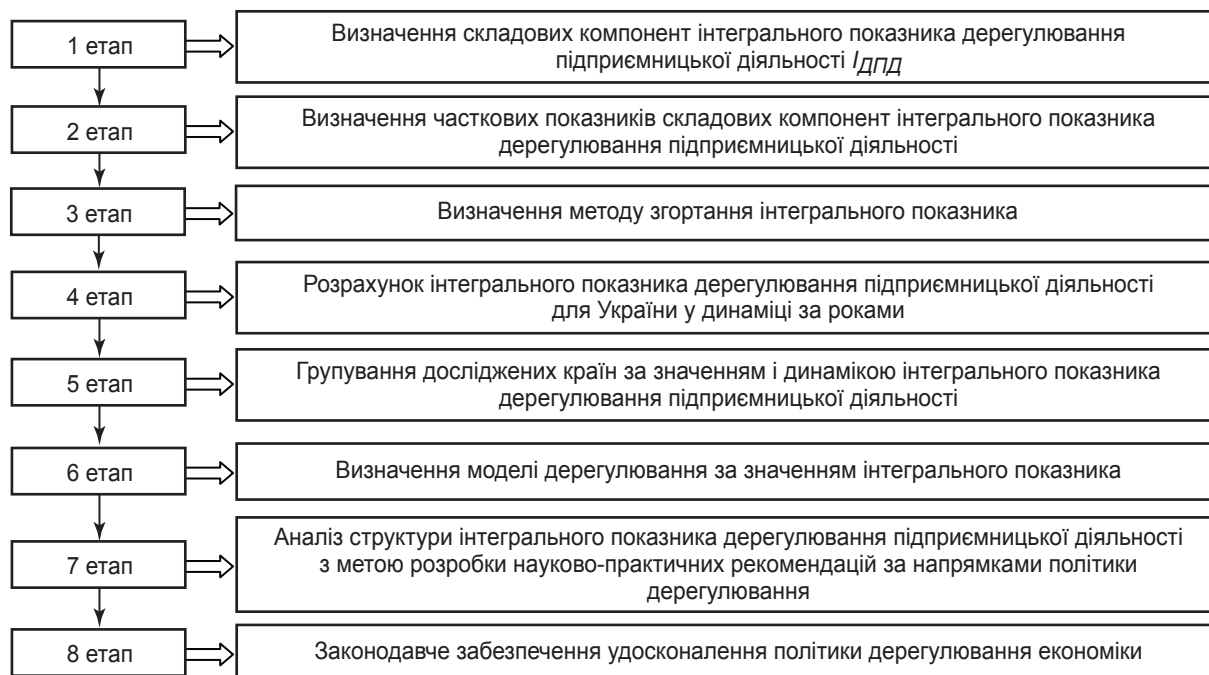 1 етап
Визначення складових компонент інтегрального показника дерегулювання
підприємницької діяльності IДПД
2 етап
Визначення часткових показників складових компонент інтегрального показника
дерегулювання підприємницької діяльності
3 етап
Визначення методу згортання інтегрального показника
4 етап
Розрахунок інтегрального показника дерегулювання підприємницької діяльності
для України у динаміці за роками
5 етап
Групування досліджених країн за значенням і динамікою інтегрального показника
дерегулювання підприємницької діяльності
6 етап
Визначення моделі дерегулювання за значенням інтегрального показника
7 етап
Аналіз структури інтегрального показника дерегулювання підприємницької діяльності
з метою розробки науково-практичних рекомендацій за напрямками політики
дерегулювання
8 етап
Законодавче забезпечення удосконалення політики дерегулювання економіки